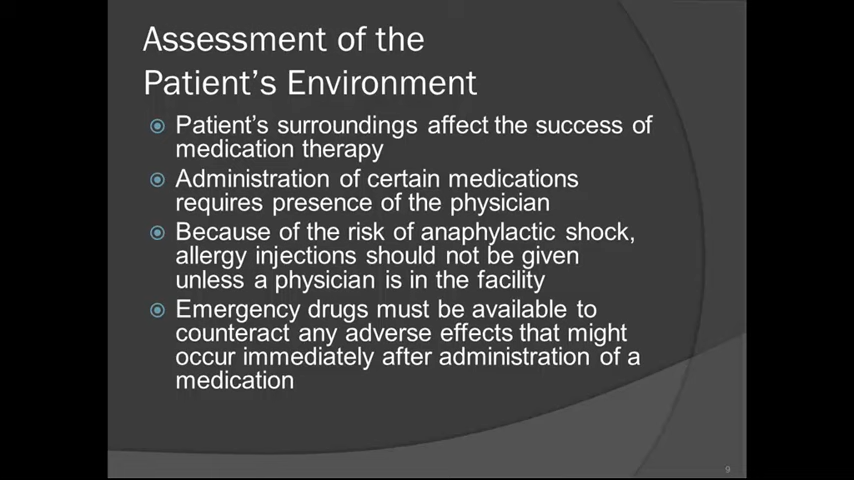 Assessment of the
Patient's Environment
Patient's surroundings affect the success of
medication therapy
Administration of certain medications
requires presence of the physician
Because of the risk of anaphylactic shock,
allergy injections should not be given
unless a physician is in the facility
Emergency drugs must be available to
counteract any adverse effects that might
occur immediately after administration of a
medication
9